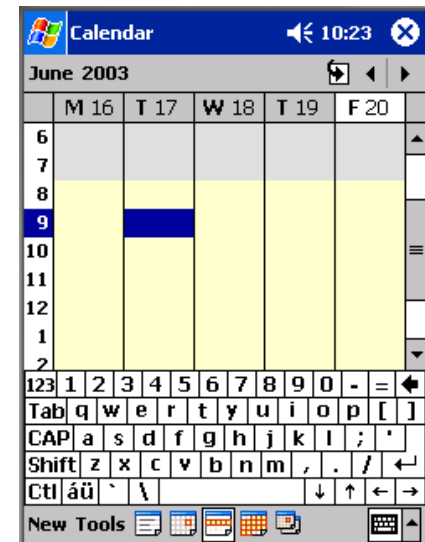 Calendar 10:23
June 2003
M 16 T 17 W 18 T 19 F 20
6
7
8
9
10
11
12
1
2
123 1 2 3 4 5 6 7 8 9 0 - =
Tab q w e r t y u i o p [ ]
CAP a s d f g h j k l ; '
Shift z x c v b n m , . /
Ctl áü ` \
New Tools